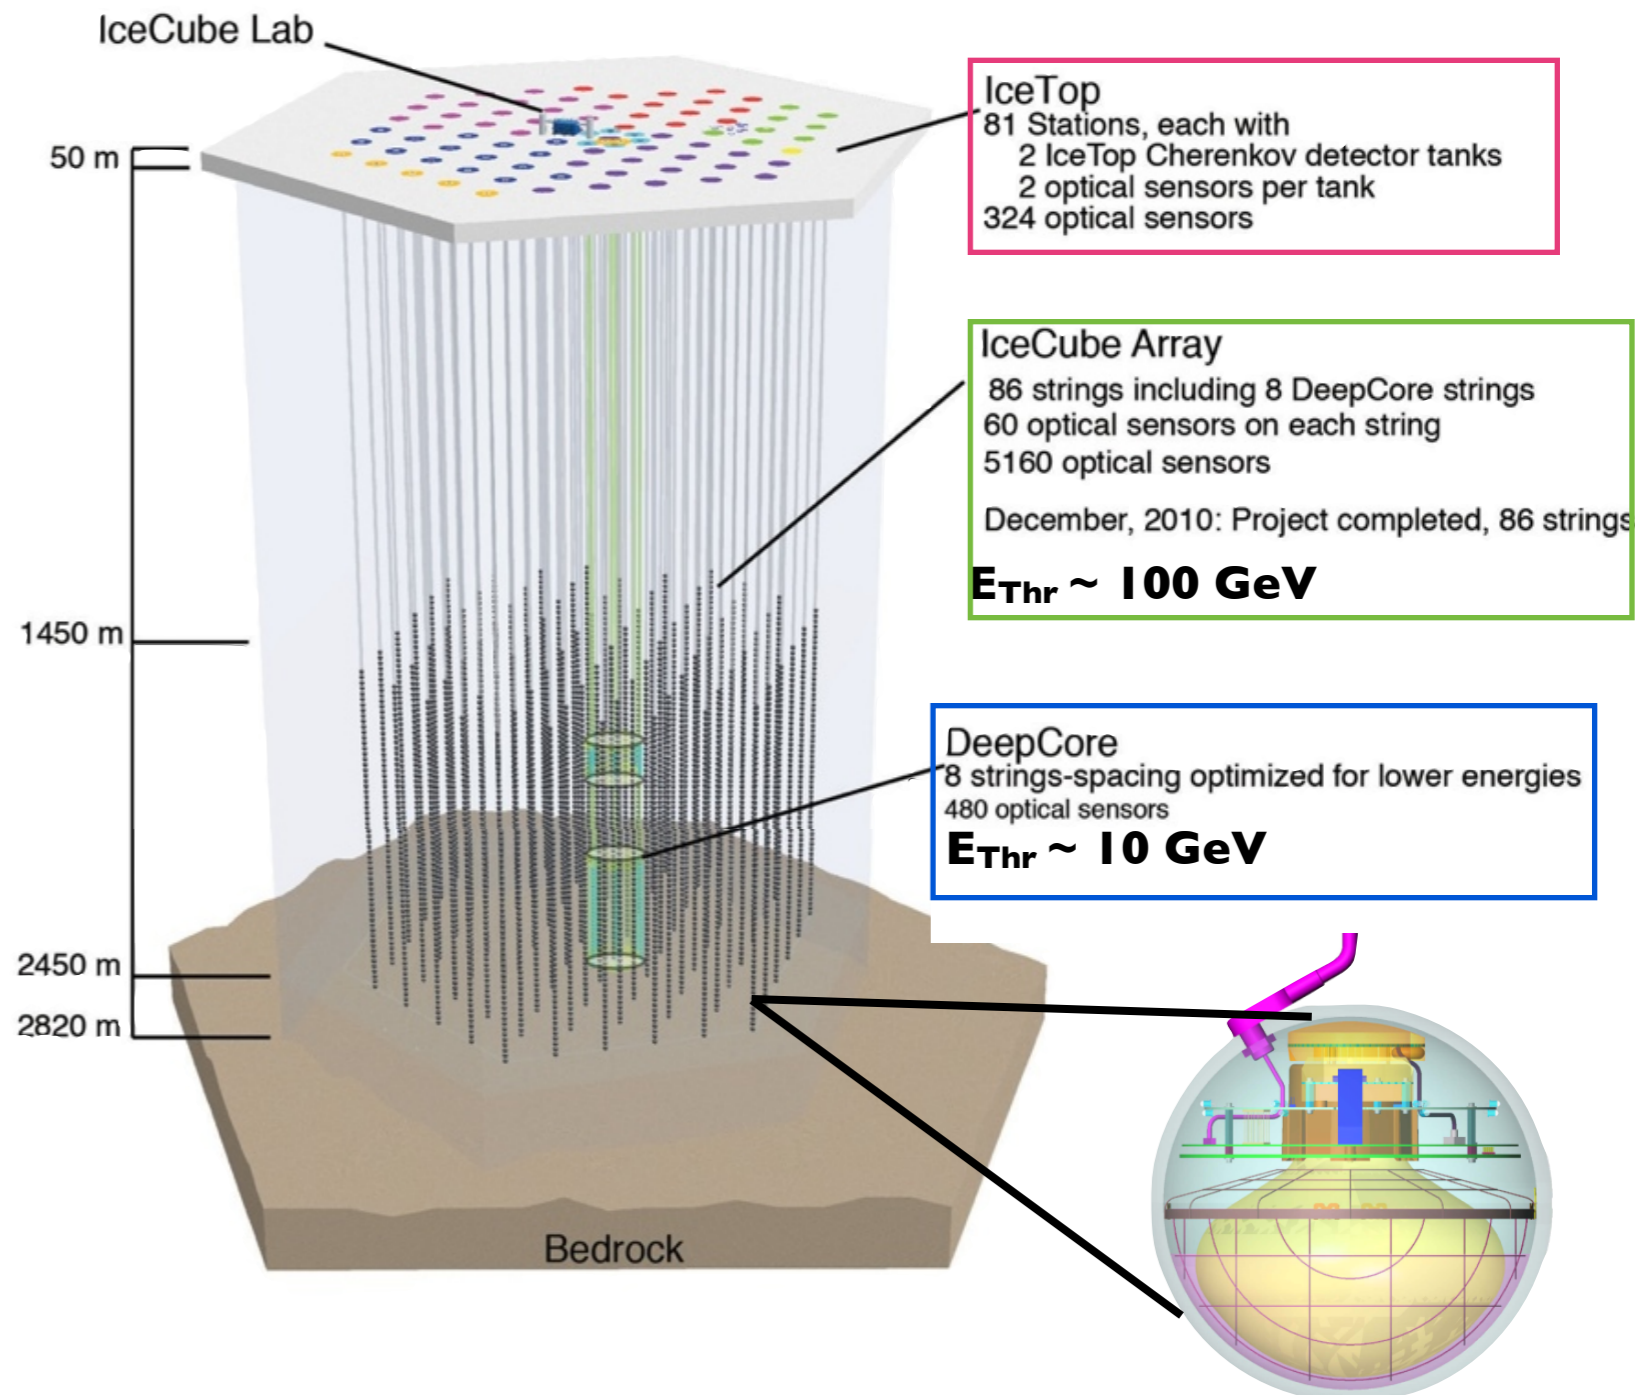 IceCube Lab
50 m
1450 m
2450 m
2820 m
IceTop
81 Stations, each with
2 IceTop Cherenkov detector tanks
2 optical sensors per tank
324 optical sensors
IceCube Array
86 strings including 8 DeepCore strings
60 optical sensors on each string
5160 optical sensors
December, 2010: Project completed, 86 strings
EThr ~ 100 GeV
DeepCore
8 strings-spacing optimized for lower energies
480 optical sensors
EThr ~ 10 GeV
Bedrock